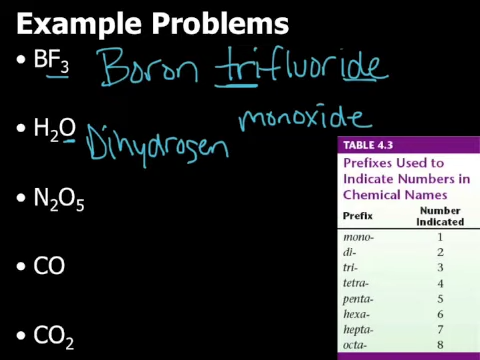 Example Problems
• BF₃ Boron trifluoride
• H₂O Dihydrogen monoxide
• N₂O₅
• CO
• CO₂
TABLE 4.3
Prefixes Used to
Indicate Numbers in
Chemical Names
Prefix Number Indicated
mono- 1
di- 2
tri- 3
tetra- 4
penta- 5
hexa- 6
hepta- 7
octa- 8